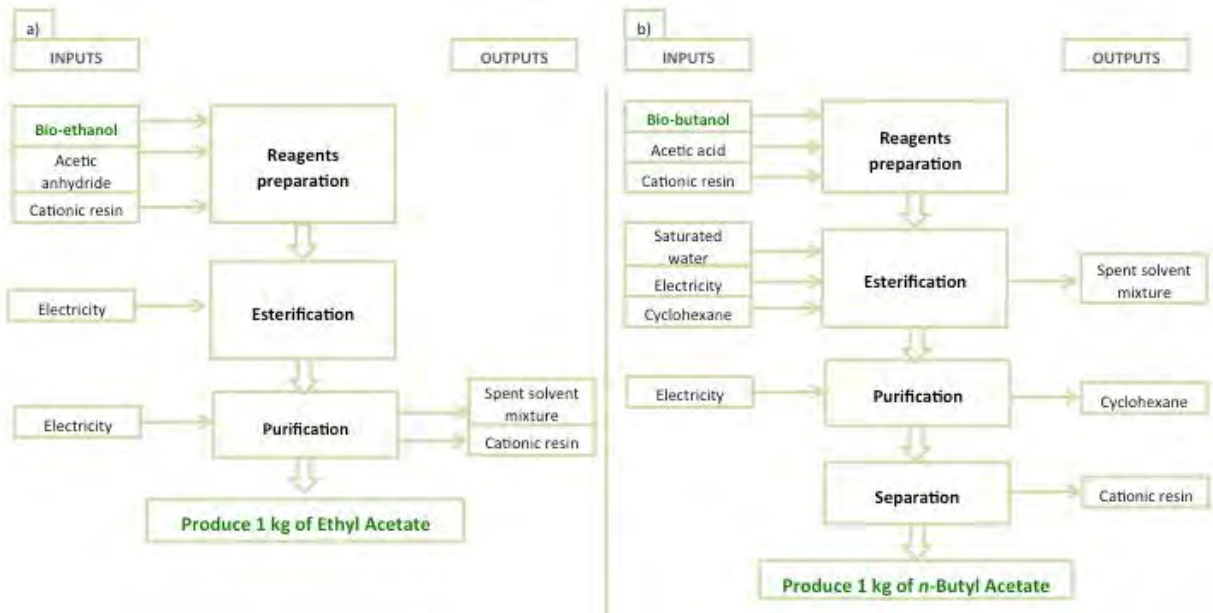 a)
INPUTS
OUTPUTS
Bio-ethanol
Acetic
anhydride
Cationic resin
Reagents
preparation
Electricity
Esterification
Electricity
Purification
Spent solvent
mixture
Cationic resin
Produce 1 kg of Ethyl Acetate
b)
INPUTS
OUTPUTS
Bio-butanol
Acetic acid
Cationic resin
Reagents
preparation
Saturated
water
Electricity
Cyclohexane
Esterification
Spent solvent
mixture
Electricity
Purification
Cyclohexane
Separation
Cationic resin
Produce 1 kg of n-Butyl Acetate